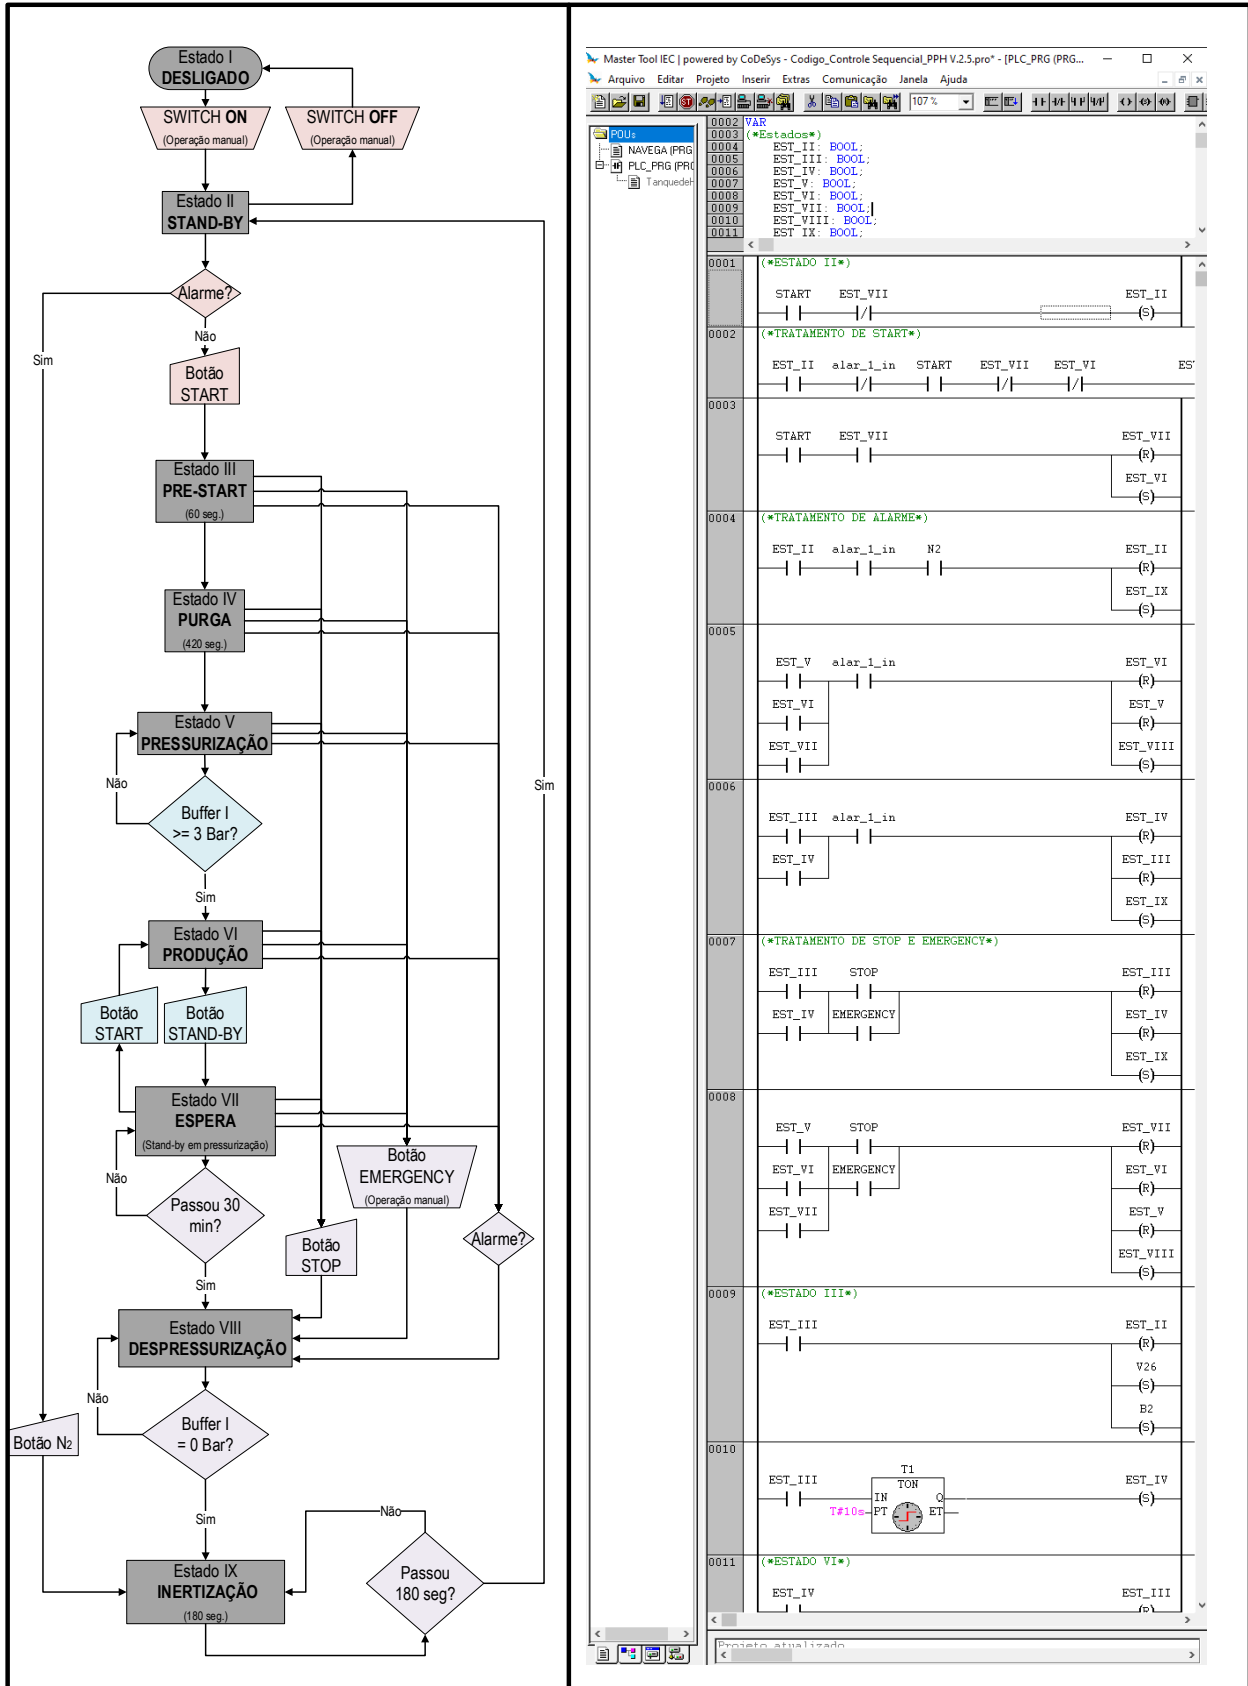 Estado I
DESLIGADO
SWITCH ON
(Operação manual)
SWITCH OFF
(Operação manual)
Estado II
STAND-BY
Alarme?
Não
Sim
Botão
START
Estado III
PRE-START
(60 seg.)
Estado IV
PURGA
(420 seg.)
Estado V
PRESSURIZAÇÃO
Não
Buffer I
>= 3 Bar?
Sim
Sim
Estado VI
PRODUÇÃO
Botão
START
Botão
STAND-BY
Estado VII
ESPERA
(Stand-by em pressurização)
Não
Passou 30
min?
Sim
Botão
EMERGENCY
(Operação manual)
Botão
STOP
Alarme?
Estado VIII
DESPRESSURIZAÇÃO
Não
Buffer I
= 0 Bar?
Botão N2
Sim
Não
Passou
180 seg?
Estado IX
INERTIZAÇÃO
(180 seg.)
Master Tool IEC | powered by CoDeSys - Codigo_Controle Sequencial_PPH V.2.5.pro* - [PLC_PRG (PRG...
Arquivo Editar Projeto Inserir Extras Comunicação Janela Ajuda
107 %
POUs
NAVEGA (PRG
PLC_PRG (PRG
TanquedeH
0002 VAR
0003 (*Estados*)
0004 EST_II: BOOL;
0005 EST_III: BOOL;
0006 EST_IV: BOOL;
0007 EST_V: BOOL;
0008 EST_VI: BOOL;
0009 EST_VII: BOOL;
0010 EST_VIII: BOOL;
0011 EST_IX: BOOL;
0001 (*ESTADO II*)
START EST_VII EST_II
(S)
0002 (*TRATAMENTO DE START*)
EST_II alar_1_in START EST_VII EST_VI ES
0003
START EST_VII EST_VII
(R)
EST_VI
(S)
0004 (*TRATAMENTO DE ALARME*)
EST_II alar_1_in N2 EST_II
(R)
EST_IX
(S)
0005
EST_V alar_1_in EST_VI
(R)
EST_VI EST_V
(R)
EST_VII EST_VIII
(S)
0006
EST_III alar_1_in EST_IV
(R)
EST_IV EST_III
(R)
EST_IX
(S)
0007 (*TRATAMENTO DE STOP E EMERGENCY*)
EST_III STOP EST_III
(R)
EST_IV EMERGENCY EST_IV
(R)
EST_IX
(S)
0008
EST_V STOP EST_VII
(R)
EST_VI EMERGENCY EST_VI
(R)
EST_VII EST_V
(R)
EST_VIII
(S)
0009 (*ESTADO III*)
EST_III EST_II
(R)
V26
(S)
B2
(S)
0010
T1
EST_III TON EST_IV
IN Q (S)
T#10s PT ET
0011 (*ESTADO VI*)
EST_IV EST_III
(R)
Projeto atualizado